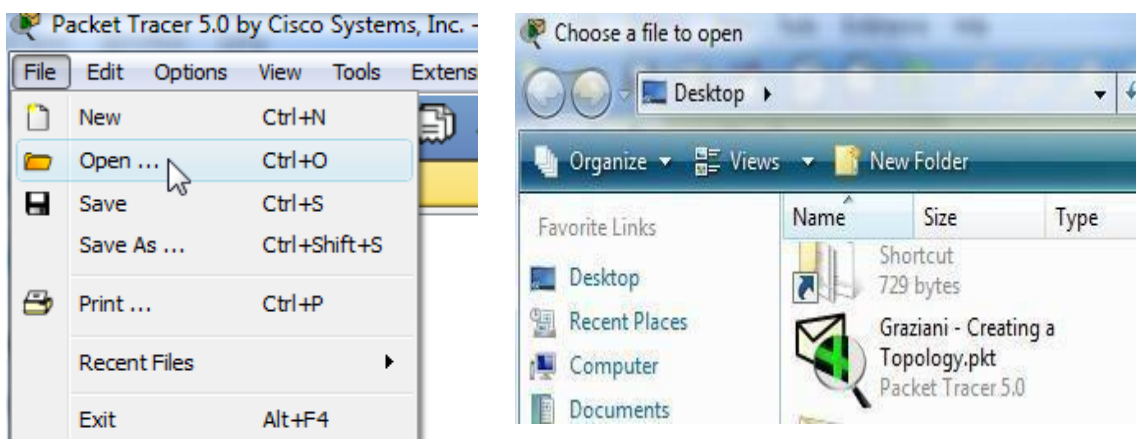 Packet Tracer 5.0 by Cisco Systems, Inc. -
File Edit Options View Tools Extens
New Ctrl+N
Open ... Ctrl+O
Save Ctrl+S
Save As ... Ctrl+Shift+S
Print ... Ctrl+P
Recent Files
Exit Alt+F4
Choose a file to open
Desktop
Organize Views New Folder
Favorite Links
Desktop
Recent Places
Computer
Documents
Name Size Type
Shortcut
729 bytes
Graziani - Creating a
Topology.pkt
Packet Tracer 5.0